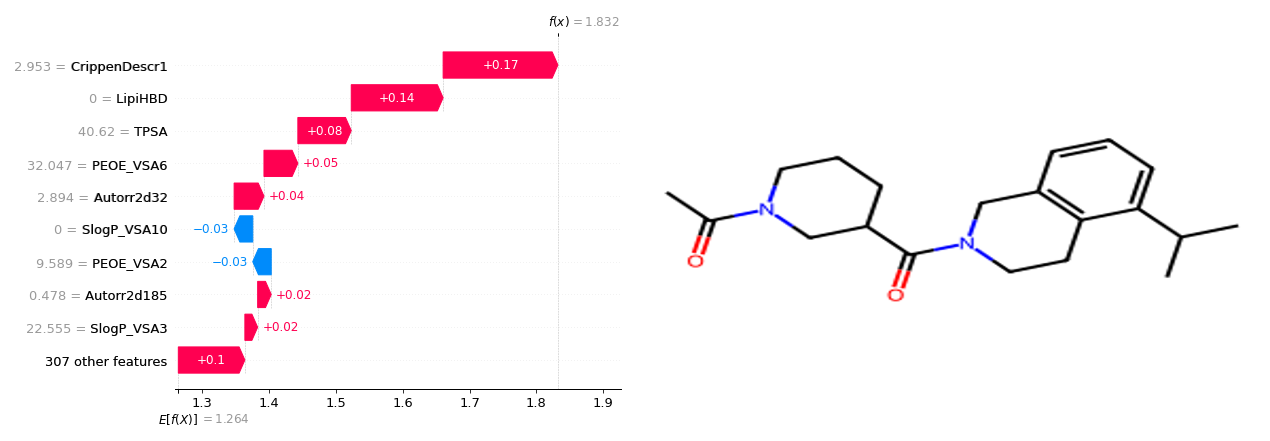 f(x) = 1.832
2.953 = CrippenDescr1
+0.17
0 = LipiHBD
+0.14
40.62 = TPSA
+0.08
32.047 = PEOE_VSA6
+0.05
2.894 = Autorr2d32
+0.04
0 = SlogP_VSA10
−0.03
9.589 = PEOE_VSA2
−0.03
0.478 = Autorr2d185
+0.02
22.555 = SlogP_VSA3
+0.02
307 other features
+0.1
1.3 1.4 1.5 1.6 1.7 1.8 1.9
E[f(X)] = 1.264
N
O
N
O